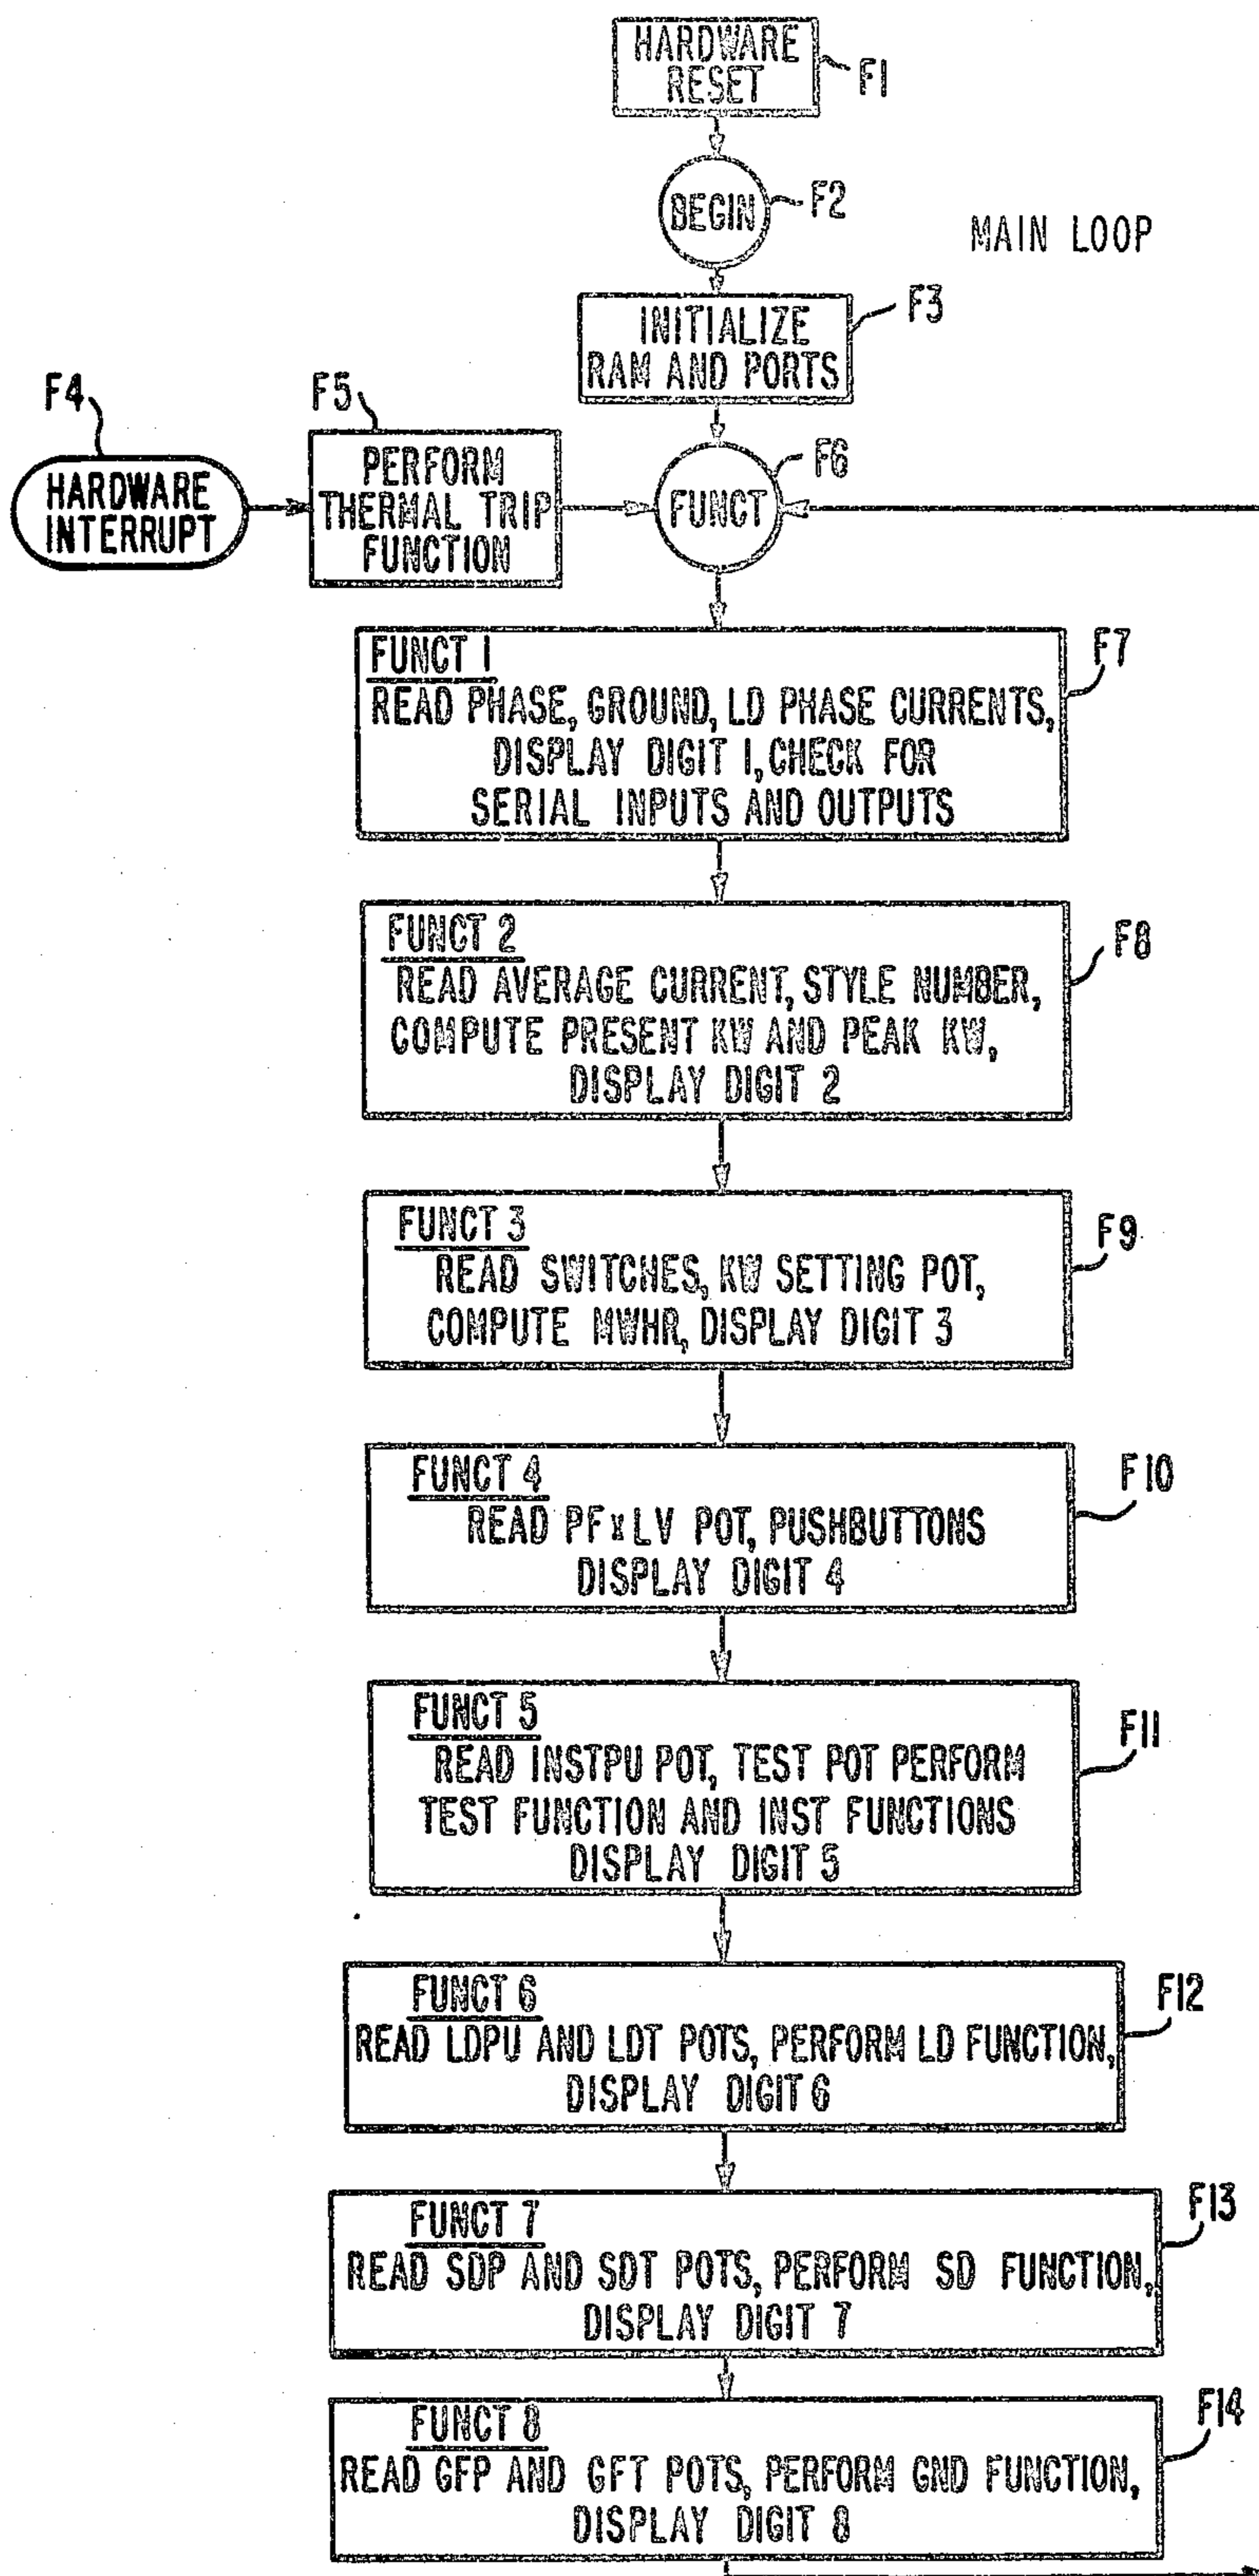 HARDWARE
RESET
F1
BEGIN
F2
MAIN LOOP
F3
INITIALIZE
RAM AND PORTS
F4
F5
HARDWARE
INTERRUPT
PERFORM
THERMAL TRIP
FUNCTION
F6
FUNCT
FUNCT 1
F7
READ PHASE, GROUND, LD PHASE CURRENTS,
DISPLAY DIGIT 1, CHECK FOR
SERIAL INPUTS AND OUTPUTS
FUNCT 2
F8
READ AVERAGE CURRENT, STYLE NUMBER,
COMPUTE PRESENT KW AND PEAK KW,
DISPLAY DIGIT 2
FUNCT 3
F9
READ SWITCHES, KW SETTING POT,
COMPUTE MWHR, DISPLAY DIGIT 3
FUNCT 4
F10
READ PF x LV POT, PUSHBUTTONS
DISPLAY DIGIT 4
FUNCT 5
F11
READ INSTPU POT, TEST POT PERFORM
TEST FUNCTION AND INST FUNCTIONS
DISPLAY DIGIT 5
FUNCT 6
F12
READ LDPU AND LDT POTS, PERFORM LD FUNCTION,
DISPLAY DIGIT 6
FUNCT 7
F13
READ SDP AND SDT POTS, PERFORM SD FUNCTION,
DISPLAY DIGIT 7
FUNCT 8
F14
READ GFP AND GFT POTS, PERFORM GND FUNCTION,
DISPLAY DIGIT 8